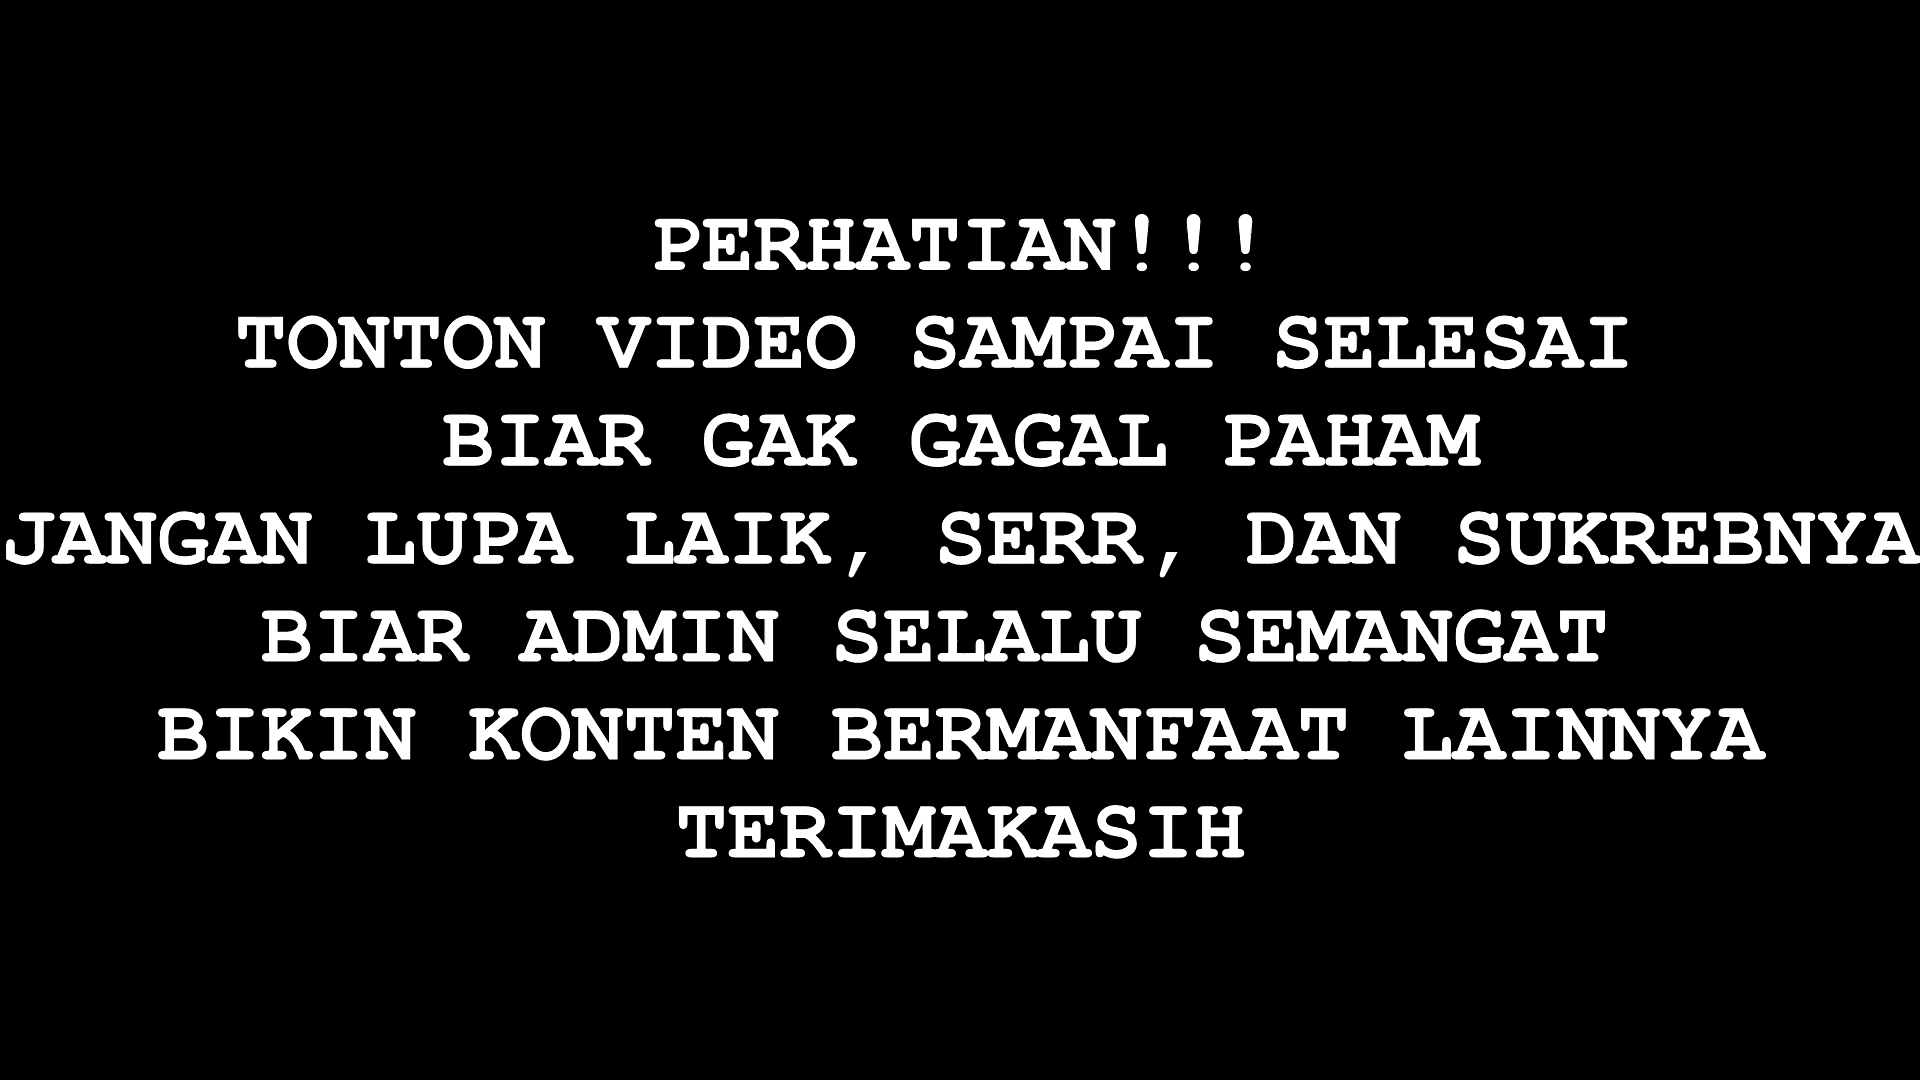 PERHATIAN!!!
TONTON VIDEO SAMPAI SELESAI
BIAR GAK GAGAL PAHAM
JANGAN LUPA LAIK, SERR, DAN SUKREBNYA
BIAR ADMIN SELALU SEMANGAT
BIKIN KONTEN BERMANFAAT LAINNYA
TERIMAKASIH